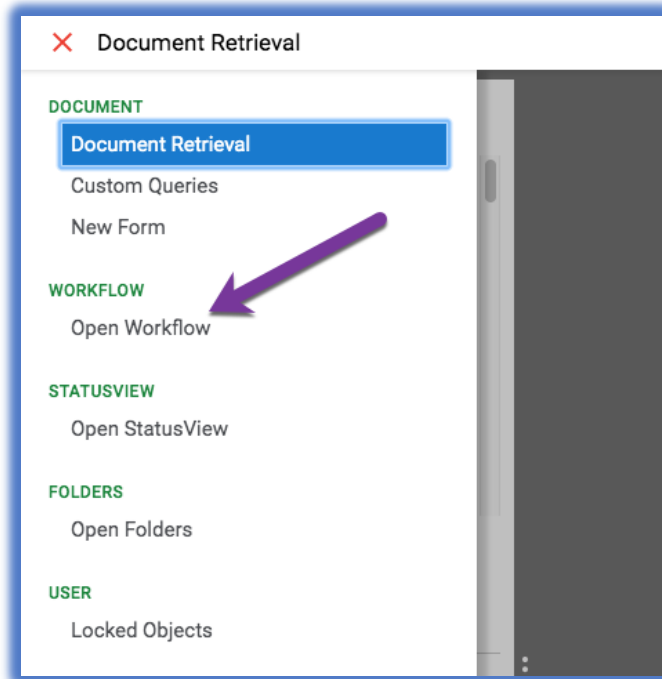 Document Retrieval
DOCUMENT
Document Retrieval
Custom Queries
New Form
WORKFLOW
Open Workflow
STATUSVIEW
Open StatusView
FOLDERS
Open Folders
USER
Locked Objects